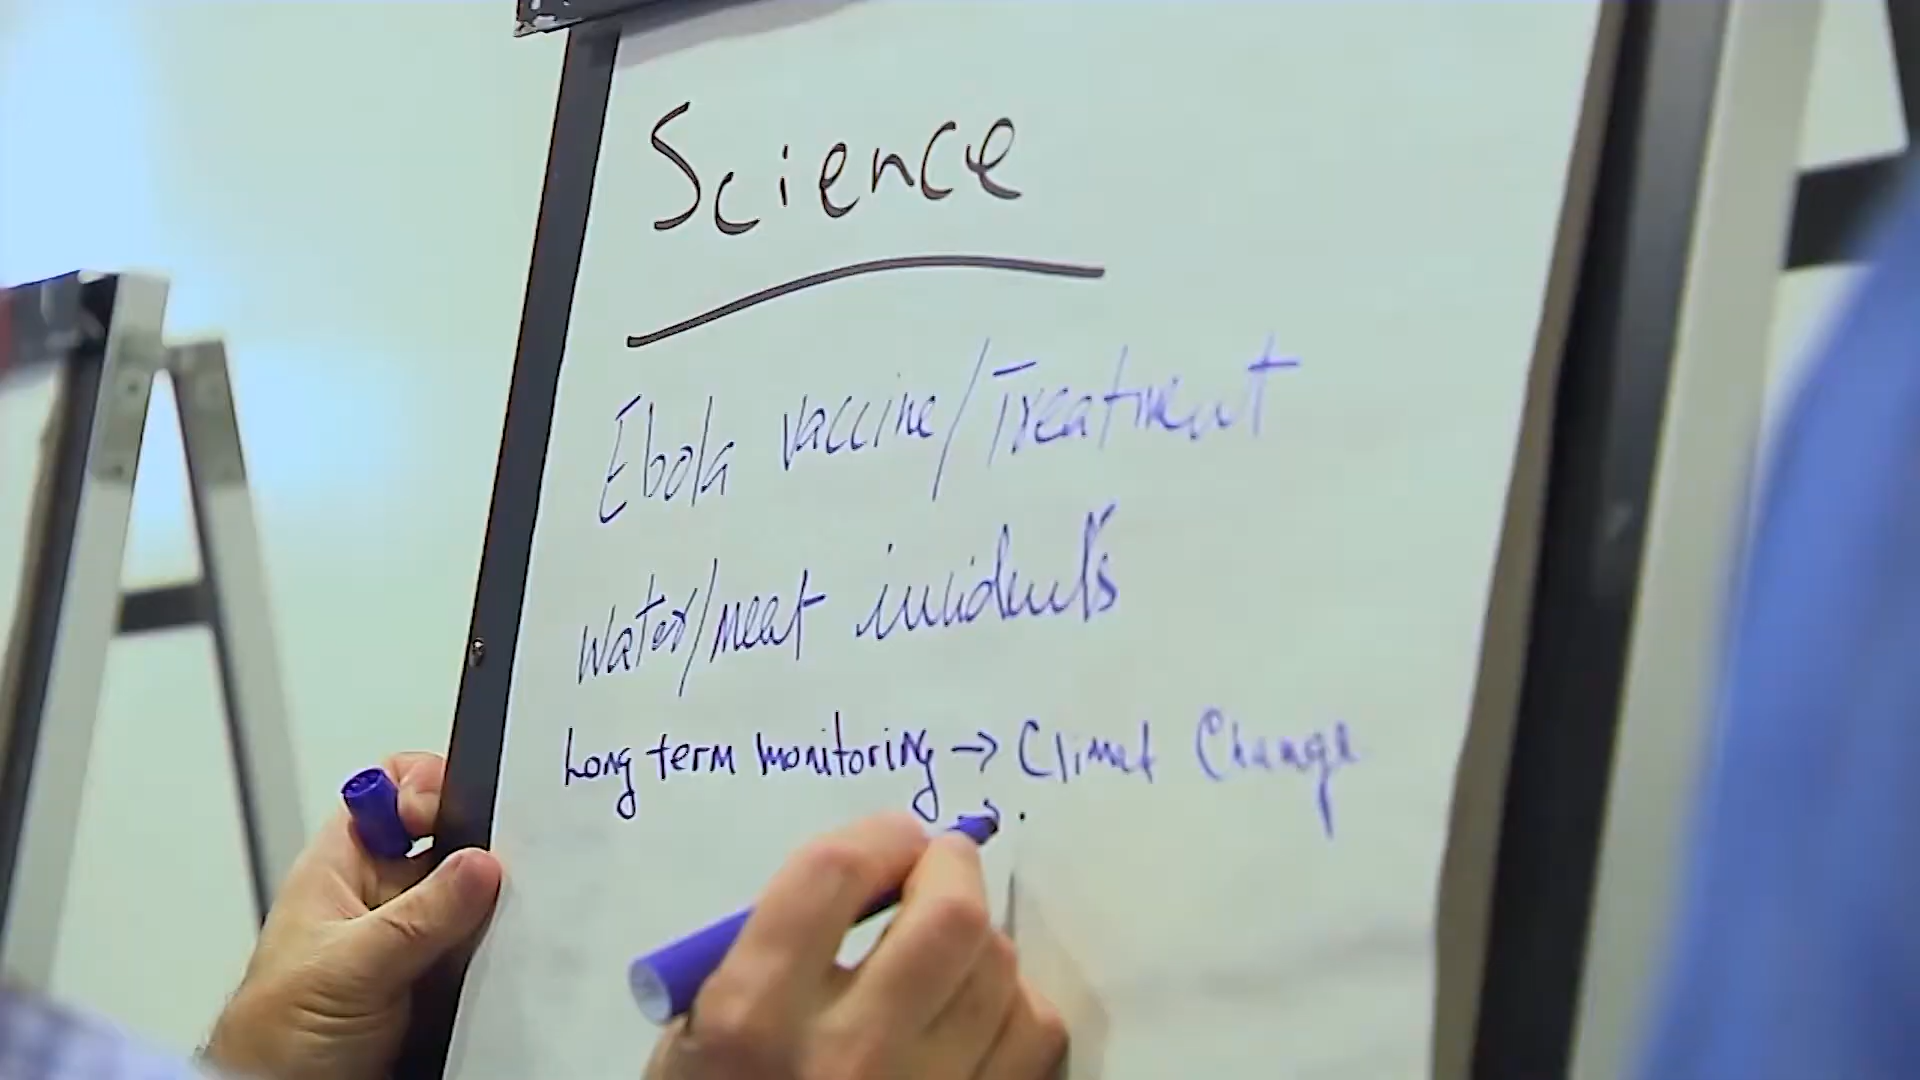 Science
Ebola vaccine/Treatment
Water/meat incidents
Long term monitoring → Climat Change
→